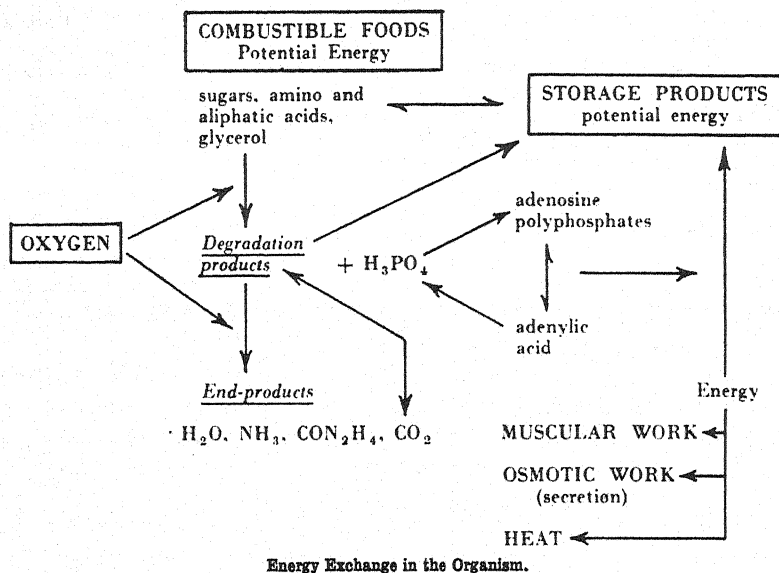 COMBUSTIBLE FOODS
Potential Energy
sugars, amino and
aliphatic acids,
glycerol
STORAGE PRODUCTS
potential energy
OXYGEN
Degradation
products
+ H₃PO₄
adenosine
polyphosphates
adenylic
acid
End-products
H₂O, NH₃, CON₂H₄, CO₂
Energy
MUSCULAR WORK
OSMOTIC WORK
(secretion)
HEAT
Energy Exchange in the Organism.